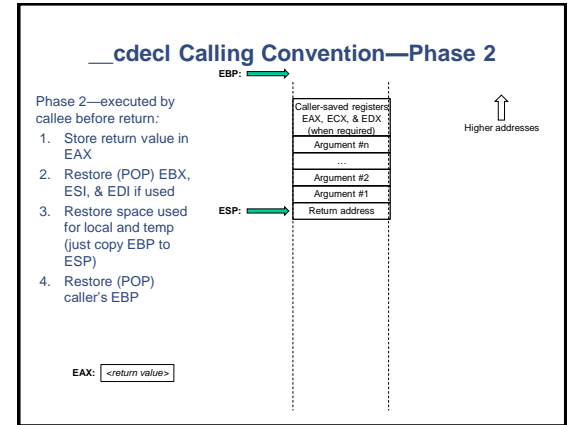 __cdecl Calling Convention—Phase 2
EBP:
Phase 2—executed by
callee before return:
1. Store return value in
EAX
2. Restore (POP) EBX,
ESI, & EDI if used
3. Restore space used
for local and temp
(just copy EBP to
ESP)
4. Restore (POP)
caller's EBP
Caller-saved registers
EAX, ECX, & EDX
(when required)
Argument #n
…
Argument #2
Argument #1
ESP:
Return address
Higher addresses
EAX: <return value>